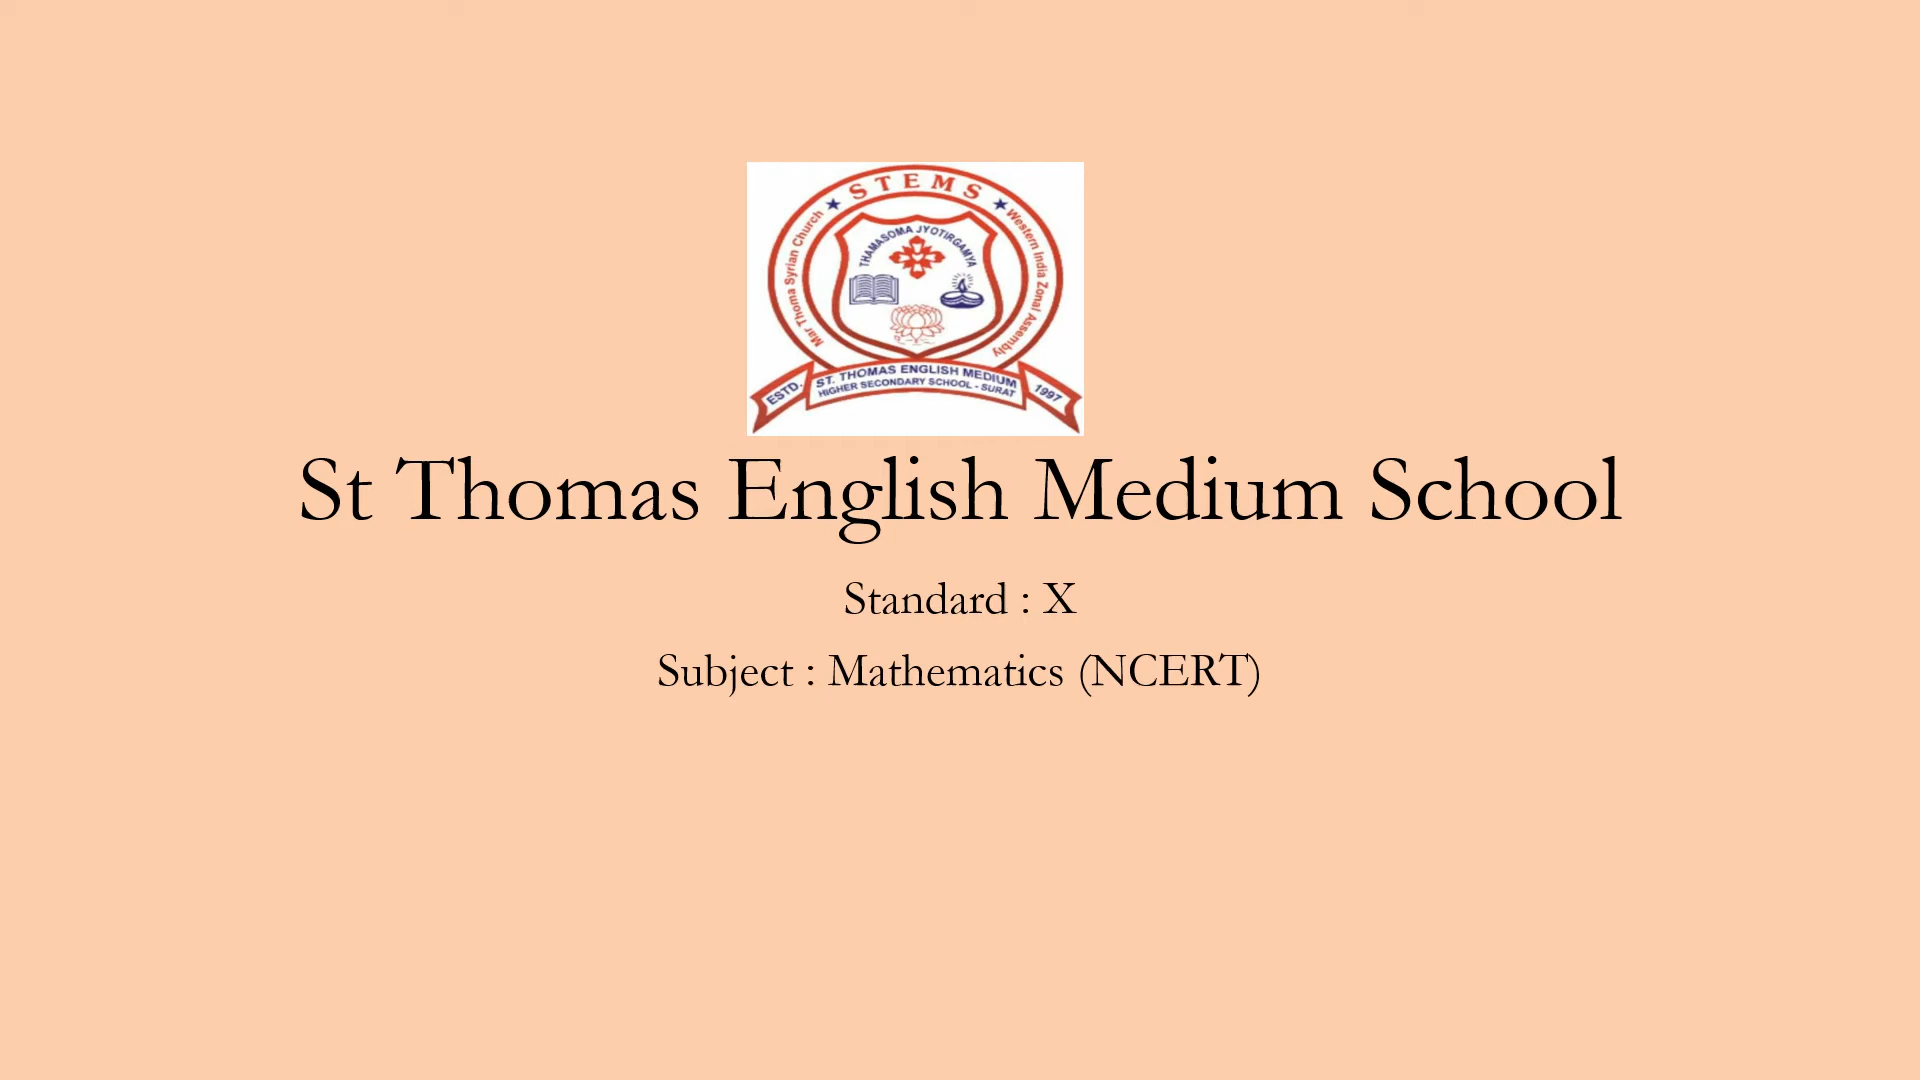 STEMS
Mar Thoma Syrian Church
Western India Zonal Assembly
THAMASOMA JYOTIRGAMYA
ESTD.
ST. THOMAS ENGLISH MEDIUM
HIGHER SECONDARY SCHOOL - SURAT
1997
St Thomas English Medium School
Standard : X
Subject : Mathematics (NCERT)